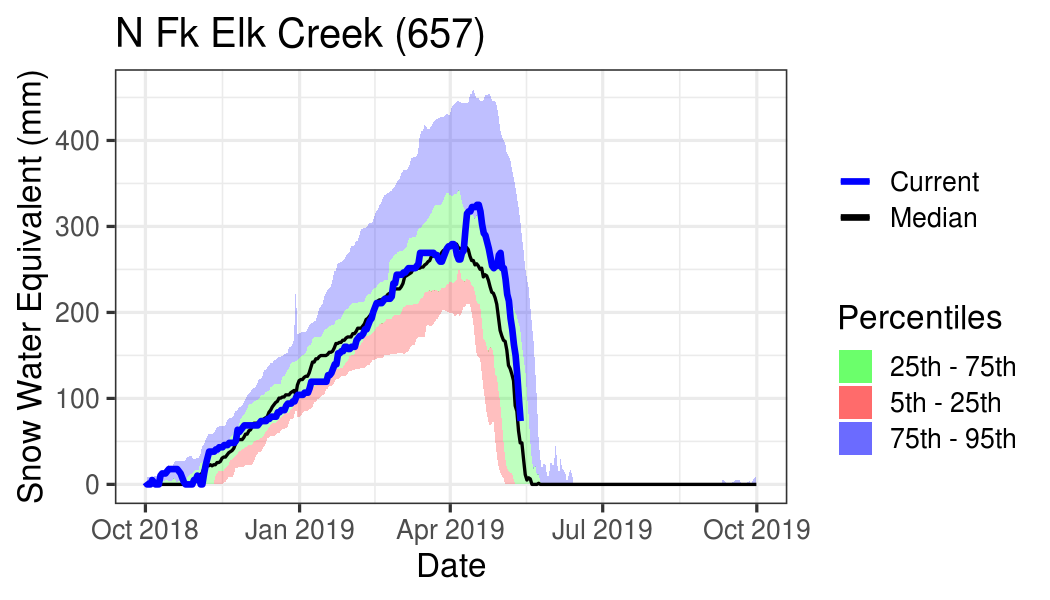 N Fk Elk Creek (657)
Snow Water Equivalent (mm)
400
300
200
100
0
Oct 2018
Jan 2019
Apr 2019
Jul 2019
Oct 2019
Date
Current
Median
Percentiles
25th - 75th
5th - 25th
75th - 95th